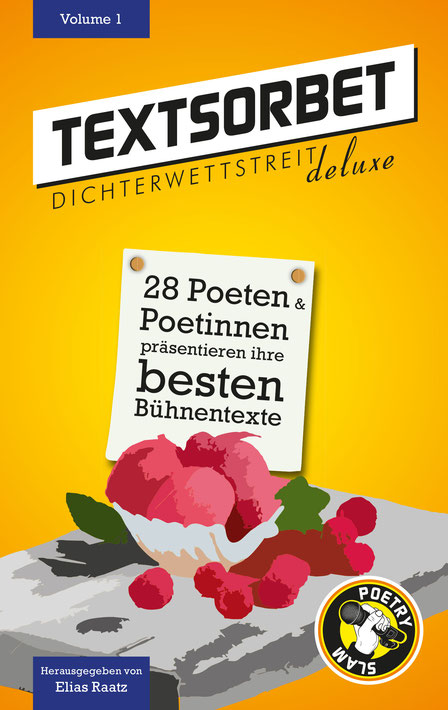 Volume 1
TEXTSORBET
DICHTERWETTSTREIT deluxe
28 Poeten &
Poetinnen
präsentieren ihre
besten
Bühnentexte
POETRY
SLAM
Herausgegeben von
Elias Raatz